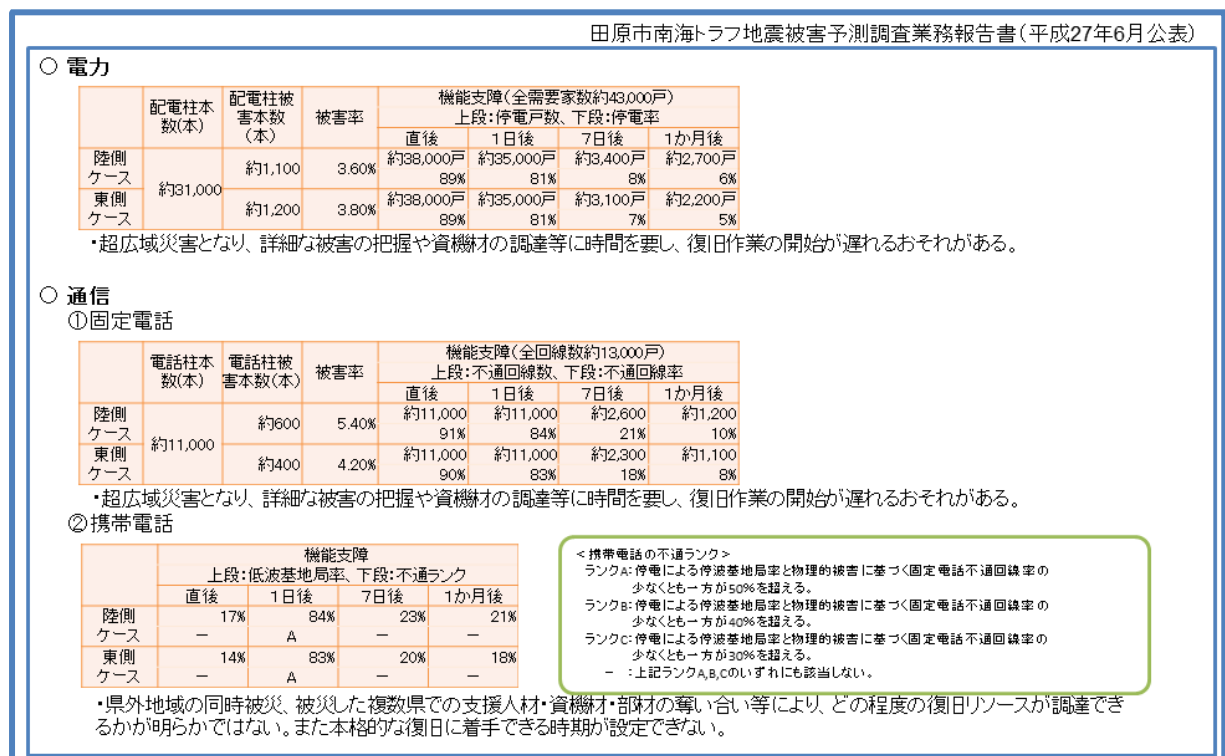 田原市南海トラフ地震被害予測調査業務報告書(平成27年6月公表)
○ 電力
配電柱本数(本) 配電柱被害本数(本) 被害率 機能支障(全需要家数約43,000戸)
上段:停電戸数、下段:停電率
直後 1日後 7日後 1か月後
陸側ケース 約31,000 約1,100 3.60% 約38,000戸 約35,000戸 約3,400戸 約2,700戸
89% 81% 8% 6%
東側ケース 約1,200 3.80% 約38,000戸 約35,000戸 約3,100戸 約2,200戸
89% 81% 7% 5%
・超広域災害となり、詳細な被害の把握や資機材の調達等に時間を要し、復旧作業の開始が遅れるおそれがある。
○ 通信
①固定電話
電話柱本数(本) 電話柱被害本数(本) 被害率 機能支障(全回線数約13,000戸)
上段:不通回線数、下段:不通回線率
直後 1日後 7日後 1か月後
陸側ケース 約11,000 約600 5.40% 約11,000 約11,000 約2,600 約1,200
91% 84% 21% 10%
東側ケース 約400 4.20% 約11,000 約11,000 約2,300 約1,100
90% 83% 18% 8%
・超広域災害となり、詳細な被害の把握や資機材の調達等に時間を要し、復旧作業の開始が遅れるおそれがある。
②携帯電話
機能支障
上段:低波基地局率、下段:不通ランク
直後 1日後 7日後 1か月後
陸側ケース 17% 84% 23% 21%
－ A － －
東側ケース 14% 83% 20% 18%
－ A － －
<携帯電話の不通ランク>
ランクA:停電による停波基地局率と物理的被害に基づく固定電話不通回線率の
少なくとも一方が50%を超える。
ランクB:停電による停波基地局率と物理的被害に基づく固定電話不通回線率の
少なくとも一方が40%を超える。
ランクC:停電による停波基地局率と物理的被害に基づく固定電話不通回線率の
少なくとも一方が30%を超える。
－ :上記ランクA,B,Cのいずれにも該当しない。
・県外地域の同時被災、被災した複数県での支援人材・資機材・部材の奪い合い等により、どの程度の復旧リソースが調達でき
るかが明らかではない。また本格的な復旧に着手できる時期が設定できない。